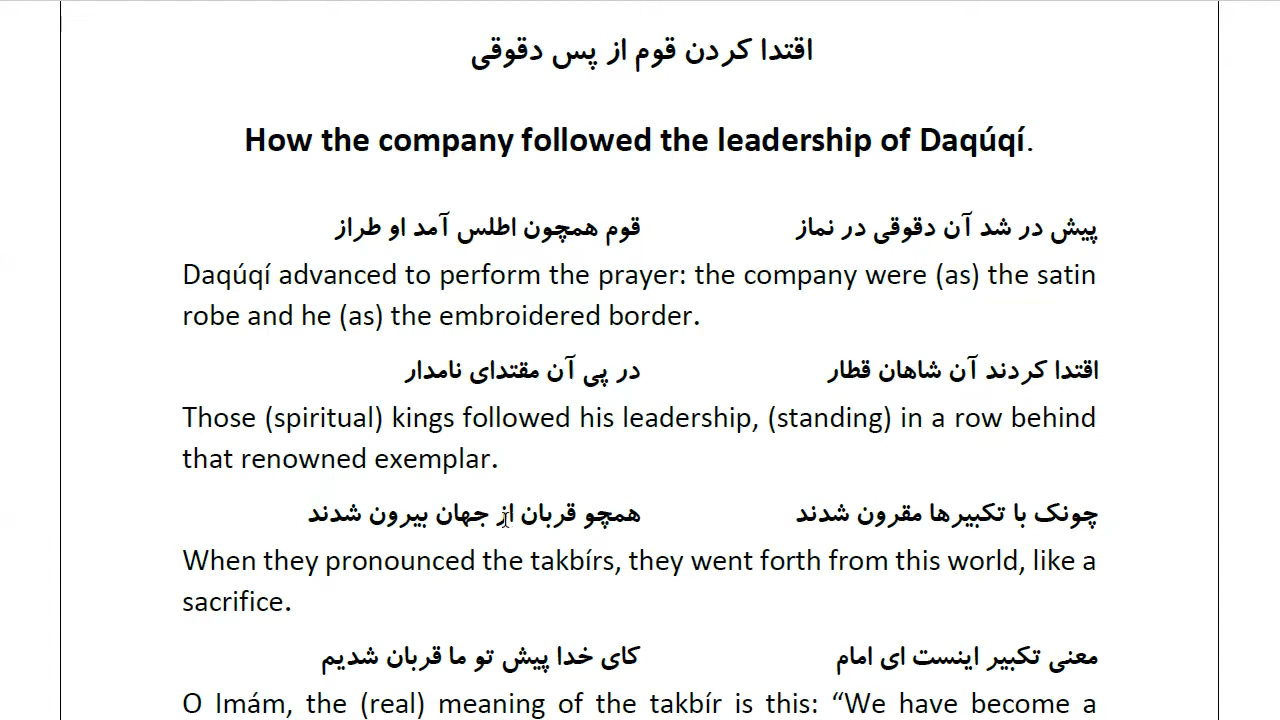 اقتدا کردن قوم از پس دقوقی
How the company followed the leadership of Daqúqí.
پیش در شد آن دقوقی در نماز قوم همچون اطلس آمد او طراز
Daqúqí advanced to perform the prayer: the company were (as) the satin
robe and he (as) the embroidered border.
اقتدا کردند آن شاهان قطار در پی آن مقتدای نامدار
Those (spiritual) kings followed his leadership, (standing) in a row behind
that renowned exemplar.
چونک با تکبیرها مقرون شدند همچو قربان از جهان بیرون شدند
When they pronounced the takbírs, they went forth from this world, like a
sacrifice.
معنی تکبیر اینست ای امام کای خدا پیش تو ما قربان شدیم
O Imám, the (real) meaning of the takbír is this: “We have become a